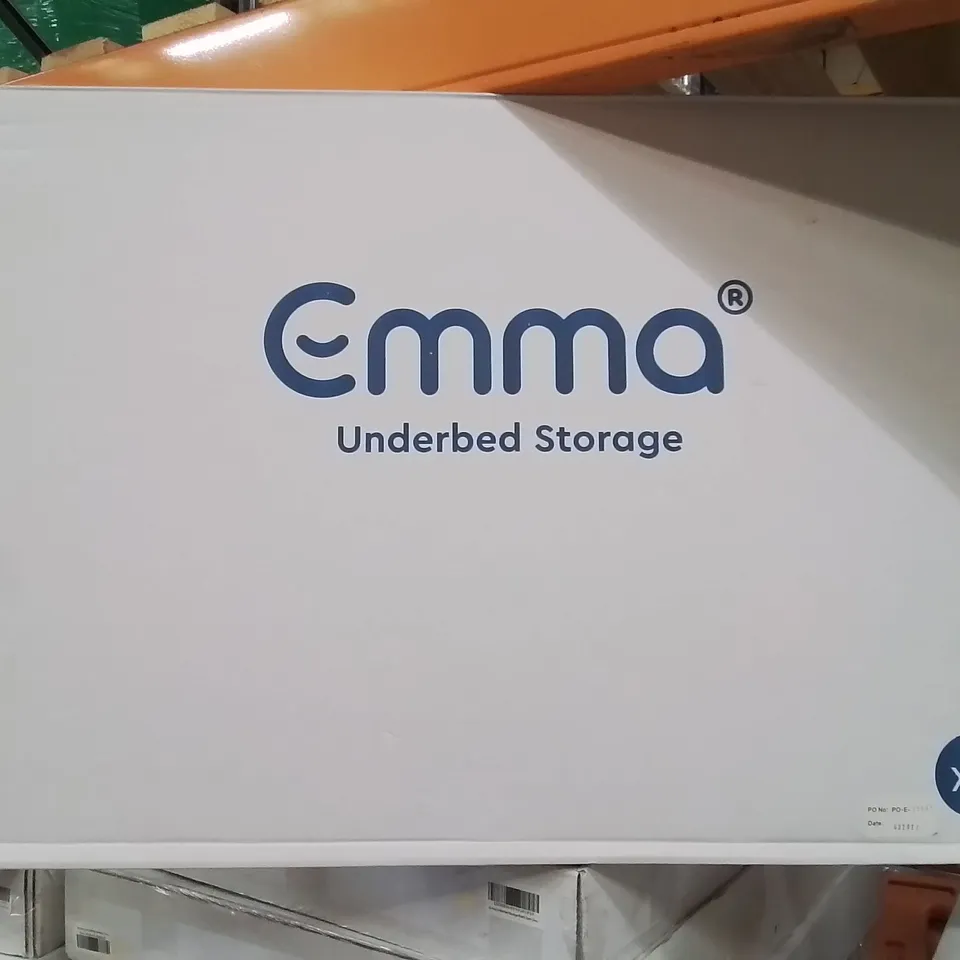 Emma®
Underbed Storage
X
PO No: PO-E-
Date: